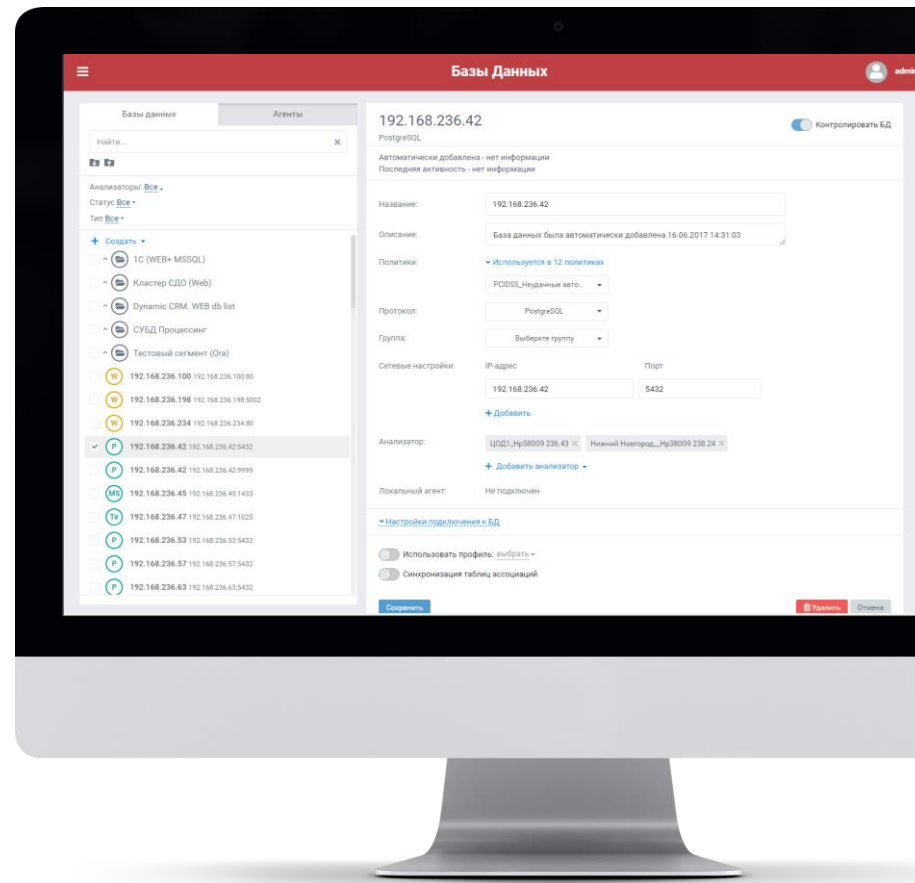 Базы Данных
admin
Базы данных
Агенты
Найти...
Анализаторы: Все
Статус Все
Тип Все
+ Создать
1C (WEB+ MSSQL)
Кластер СДО (Web)
Dynamic CRM. WEB db list
СУБД Процессинг
Тестовый сегмент (Ora)
W 192.168.236.100 192.168.236.100:80
W 192.168.236.198 192.168.236.198:5002
W 192.168.236.234 192.168.236.234:80
P 192.168.236.42 192.168.236.42:5432
P 192.168.236.42 192.168.236.42:9999
MS 192.168.236.45 192.168.236.45:1433
Te 192.168.236.47 192.168.236.47:1025
P 192.168.236.53 192.168.236.53:5432
P 192.168.236.57 192.168.236.57:5432
P 192.168.236.63 192.168.236.63:5432
192.168.236.42
PostgreSQL
Контролировать БД
Автоматически добавлена - нет информации
Последняя активность - нет информации
Название: 192.168.236.42
Описание: База данных была автоматически добавлена 16.06.2017 14:31:03
Политики: Используется в 12 политиках
PCIDSS_Неудачные авто..
Протокол: PostgreSQL
Группа: Выберите группу
Сетевые настройки: IP-адрес Порт
192.168.236.42 5432
+ Добавить
Анализатор: ЦОД1_Hp580G9 236.43 × Нижний Новгород_Hp380G9 238.24 ×
+ Добавить анализатор
Локальный агент: Не подключен
Настройки подключения к БД
Использовать профиль: выбрать
Синхронизация таблиц ассоциаций
Сохранить
Удалить
Отмена